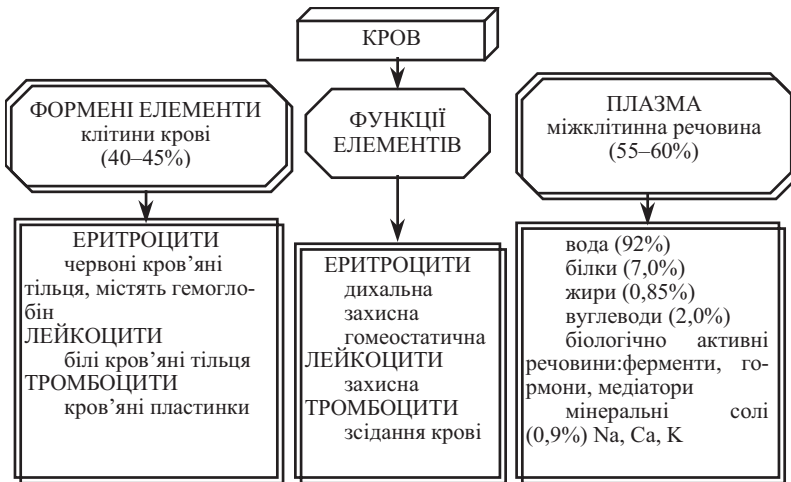 КРОВ
ФОРМЕНІ ЕЛЕМЕНТИ
клітини крові
(40–45%)
ФУНКЦІЇ
ЕЛЕМЕНТІВ
ПЛАЗМА
міжклітинна речовина
(55–60%)
ЕРИТРОЦИТИ
червоні кров’яні
тільця, містять гемогло-
бін
ЛЕЙКОЦИТИ
білі кров’яні тільця
ТРОМБОЦИТИ
кров’яні пластинки
ЕРИТРОЦИТИ
дихальна
захисна
гомеостатична
ЛЕЙКОЦИТИ
захисна
ТРОМБОЦИТИ
зсідання крові
вода (92%)
білки (7,0%)
жири (0,85%)
вуглеводи (2,0%)
біологічно активні
речовини:ферменти, го-
рмони, медіатори
мінеральні солі
(0,9%) Na, Ca, K